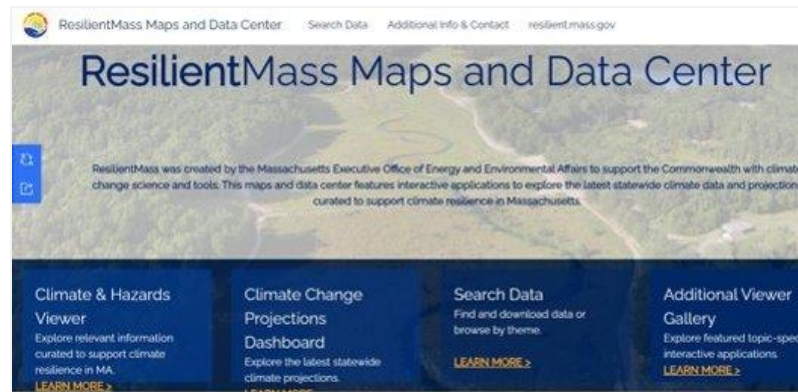 ResilientMass Maps and Data Center Search Data Additional Info & Contact resilient.mass.gov
ResilientMass Maps and Data Center
ResilientMass was created by the Massachusetts Executive Office of Energy and Environmental Affairs to support the Commonwealth with climate
change science and tools. This maps and data center features interactive applications to explore the latest statewide climate data and projections
curated to support climate resilience in Massachusetts.
Climate & Hazards
Viewer
Explore relevant information
curated to support climate
resilience in MA.
LEARN MORE >
Climate Change
Projections
Dashboard
Explore the latest statewide
climate projections.
LEARN MORE >
Search Data
Find and download data or
browse by theme.
LEARN MORE >
Additional Viewer
Gallery
Explore featured topic-spec
interactive applications.
LEARN MORE >